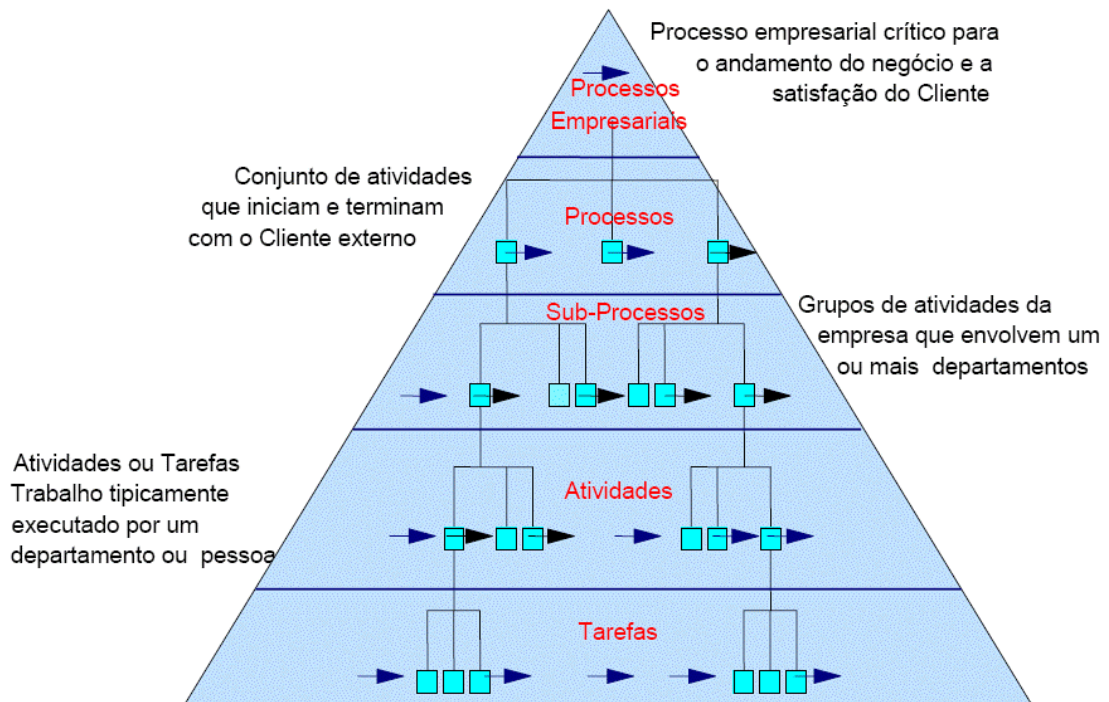 Processo empresarial crítico para
o andamento do negócio e a
satisfação do Cliente
Processos
Empresariais
Conjunto de atividades
que iniciam e terminam
com o Cliente externo
Processos
Sub-Processos
Grupos de atividades da
empresa que envolvem um
ou mais departamentos
Atividades ou Tarefas
Trabalho tipicamente
executado por um
departamento ou pessoa
Atividades
Tarefas